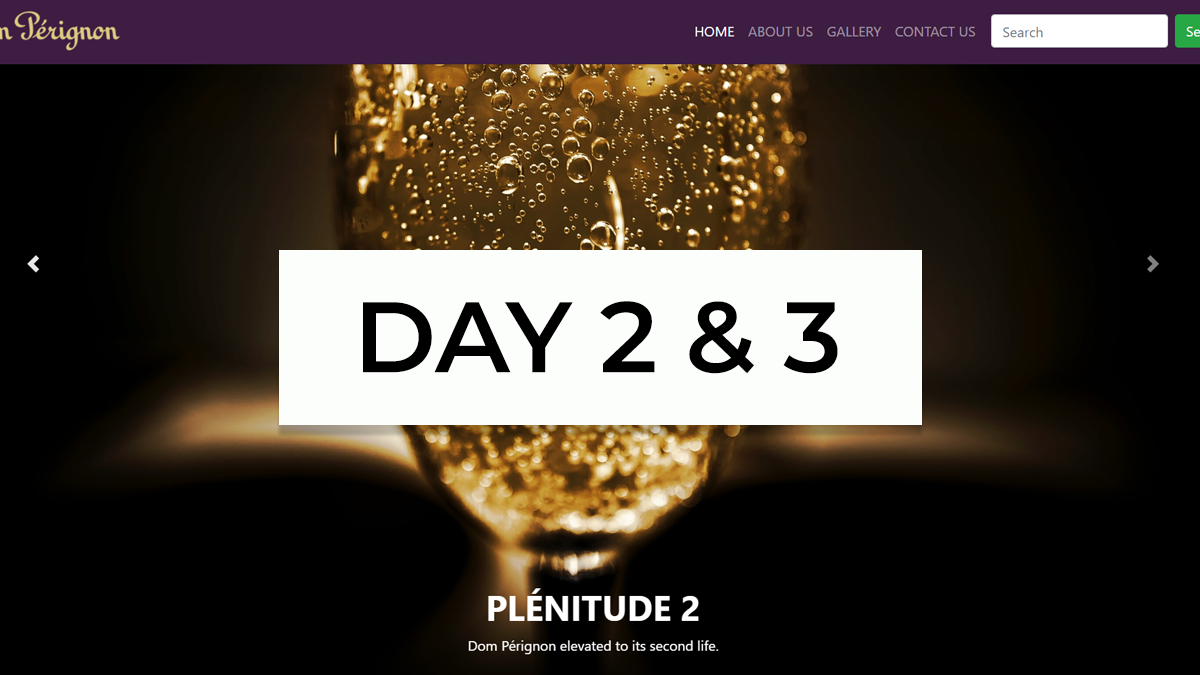 Pérignon
HOME ABOUT US GALLERY CONTACT US Search
DAY 2 & 3
PLÉNITUDE 2
Dom Pérignon elevated to its second life.